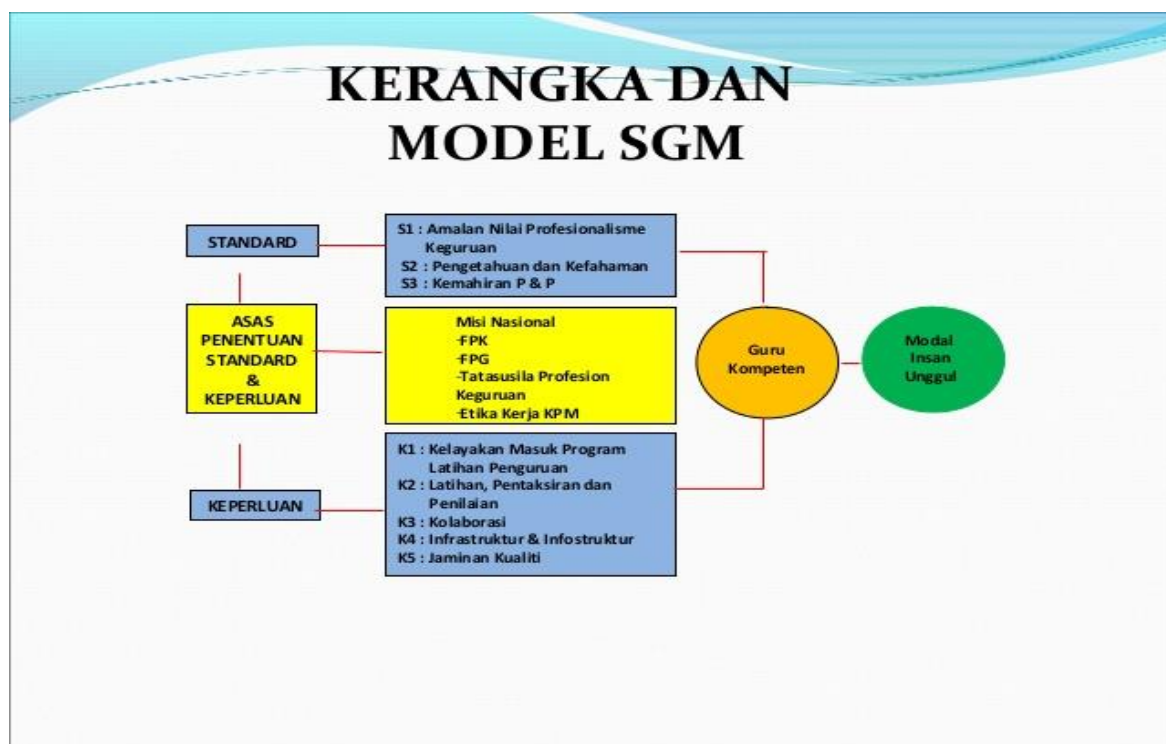 KERANGKA DAN
MODEL SGM
STANDARD
S1 : Amalan Nilai Profesionalisme
Keguruan
S2 : Pengetahuan dan Kefahaman
S3 : Kemahiran P & P
ASAS
PENENTUAN
STANDARD
&
KEPERLUAN
Misi Nasional
-FPK
-FPG
-Tatasusila Profesion
Keguruan
-Etika Kerja KPM
Guru
Kompeten
Modal
Insan
Unggul
KEPERLUAN
K1 : Kelayakan Masuk Program
Latihan Penguruan
K2 : Latihan, Pentaksiran dan
Penilaian
K3 : Kolaborasi
K4 : Infrastruktur & Infostruktur
K5 : Jaminan Kualiti